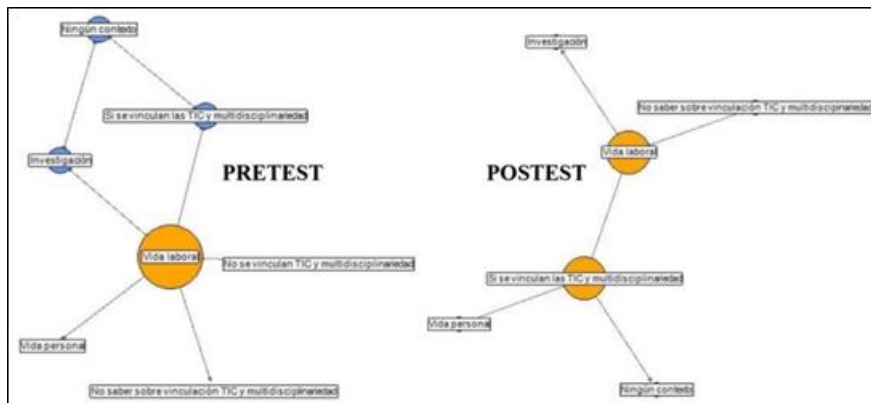 Ningún contexto
Si se vinculan las TIC y multidisciplinariedad
Investigación
PRETEST
Vida laboral
No se vinculan TIC y multidisciplinariedad
Vida personal
No saber sobre vinculación TIC y multidisciplinariedad
Investigación
No saber sobre vinculación TIC y multidisciplinariedad
Vida laboral
POSTEST
Si se vinculan las TIC y multidisciplinariedad
Vida personal
Ningún contexto